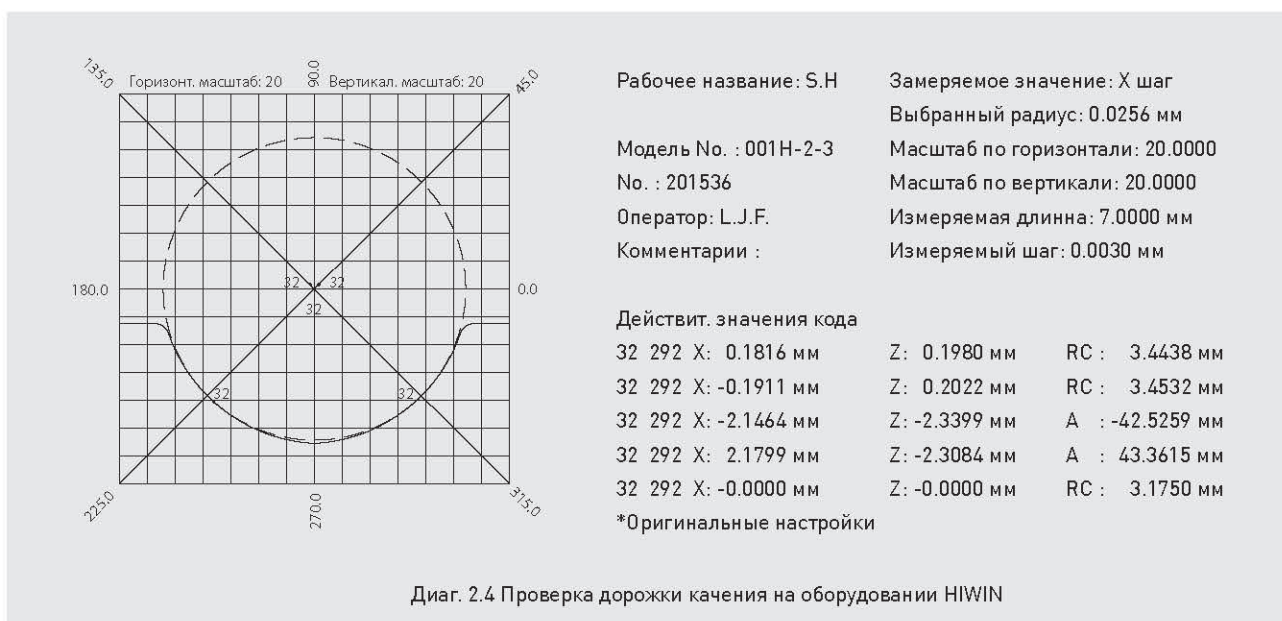 135.0
Горизонт. масштаб: 20
90.0
Вертикал. масштаб: 20
45.0
180.0
32
32
32
0.0
32
32
225.0
270.0
315.0
Рабочее название: S.H
Замеряемое значение: X шаг
Выбранный радиус: 0.0256 мм
Модель No. : 001H-2-3
Масштаб по горизонтали: 20.0000
No. : 201536
Масштаб по вертикали: 20.0000
Оператор: L.J.F.
Измеряемая длинна: 7.0000 мм
Комментарии :
Измеряемый шаг: 0.0030 мм
Действит. значения кода
32 292 X: 0.1816 мм Z: 0.1980 мм RC : 3.4438 мм
32 292 X: -0.1911 мм Z: 0.2022 мм RC : 3.4532 мм
32 292 X: -2.1464 мм Z: -2.3399 мм A : -42.5259 мм
32 292 X: 2.1799 мм Z: -2.3084 мм A : 43.3615 мм
32 292 X: -0.0000 мм Z: -0.0000 мм RC : 3.1750 мм
*Оригинальные настройки
Диаг. 2.4 Проверка дорожки качения на оборудовании HIWIN